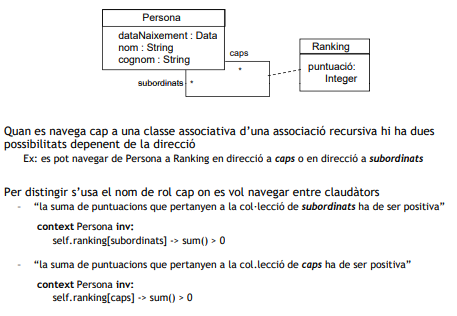 Persona
dataNaixement : Data
nom : String
cognom : String
caps
*
subordinats *
Ranking
puntuació:
Integer
Quan es navega cap a una classe associativa d'una associació recursiva hi ha dues
possibilitats depenent de la direcció
Ex: es pot navegar de Persona a Ranking en direcció a caps o en direcció a subordinats
Per distingir s'usa el nom de rol cap on es vol navegar entre claudàtors
- "la suma de puntuacions que pertanyen a la col·lecció de subordinats ha de ser positiva"
context Persona inv:
self.ranking[subordinats] -> sum() > 0
- "la suma de puntuacions que pertanyen a la col.lecció de caps ha de ser positiva"
context Persona inv:
self.ranking[caps] -> sum() > 0